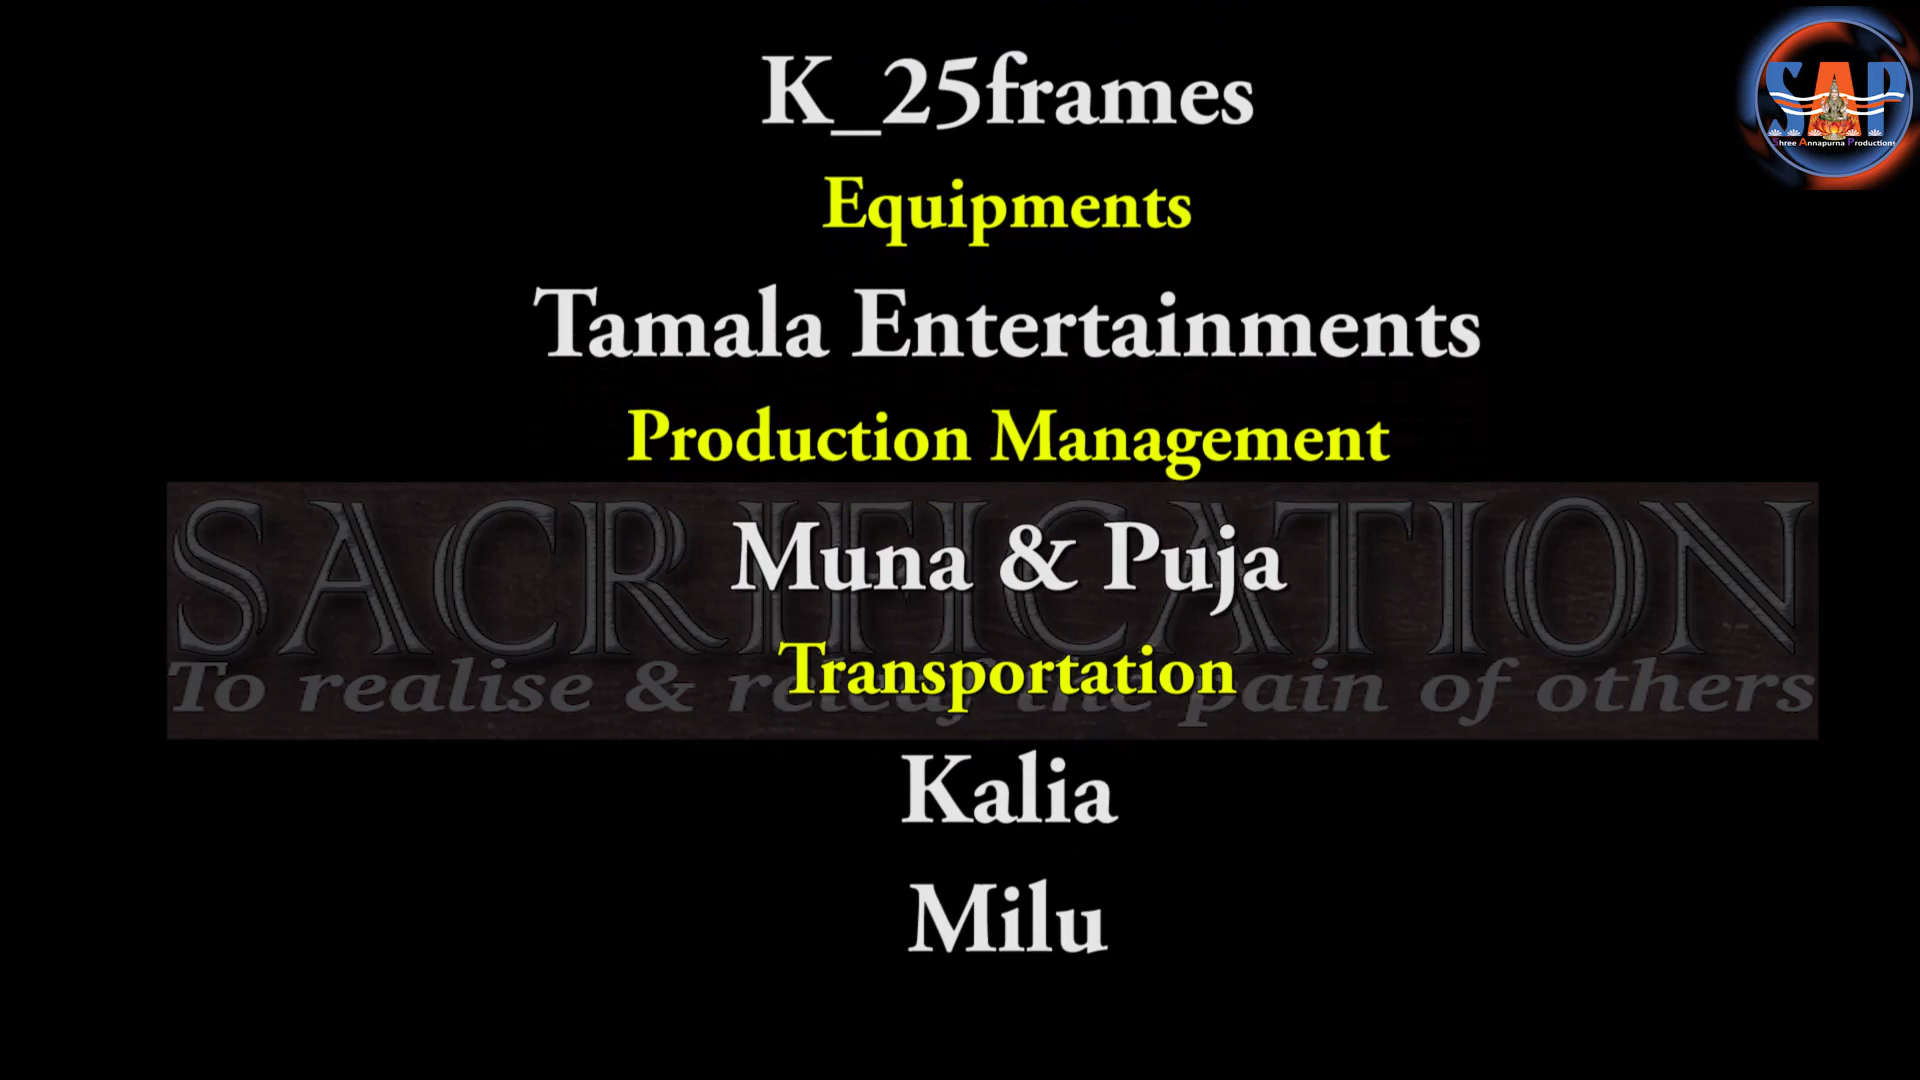 K_25frames
SAP
Shree Annapurna Productions
Equipments
Tamala Entertainments
Production Management
SACRIFICATION
Muna & Puja
Transportation
To realise & the pain of others
Kalia
Milu